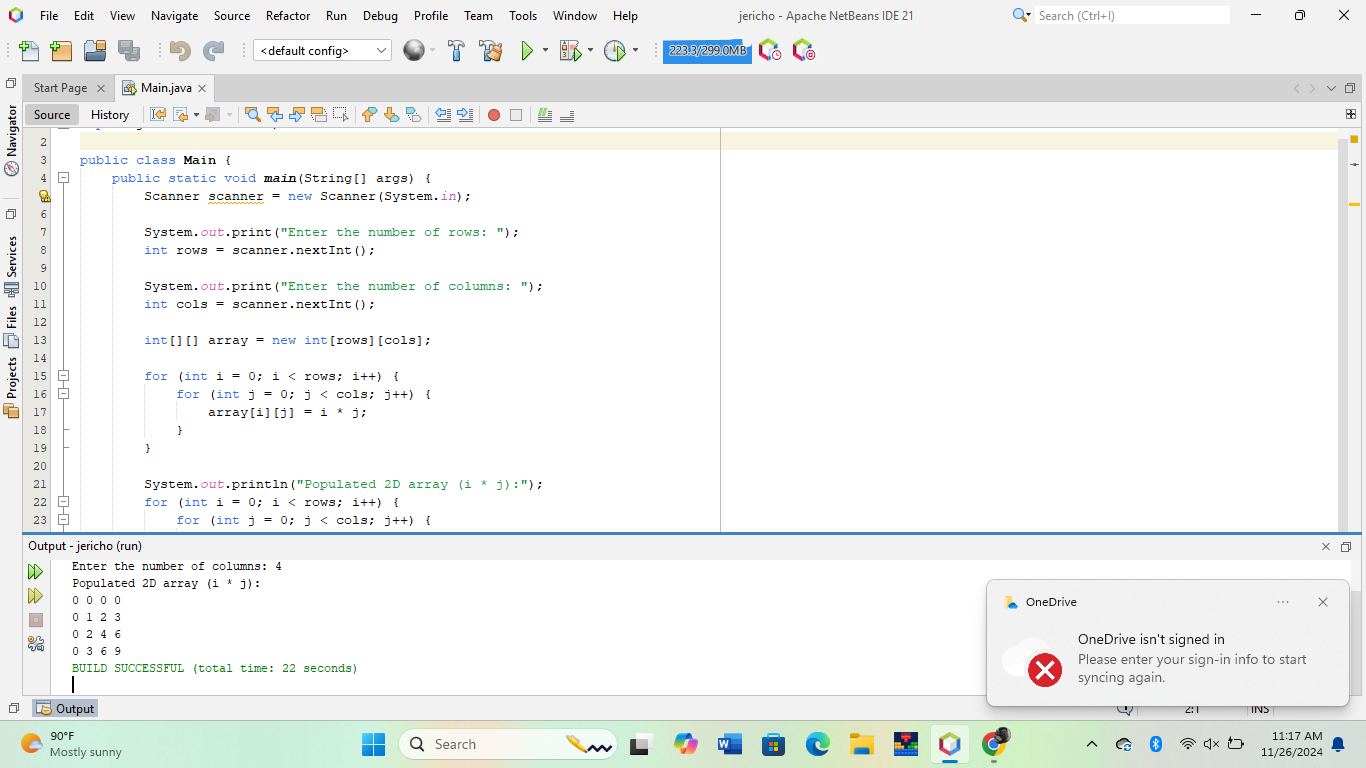 File Edit View Navigate Source Refactor Run Debug Profile Team Tools Window Help
jericho - Apache NetBeans IDE 21
Search (Ctrl+I)
<default config>
223.3/299.0MB
Start Page
Main.java
Source History
Navigator
Services
Files
Projects
2
3 public class Main {
4 public static void main(String[] args) {
Scanner scanner = new Scanner(System.in);
6
7 System.out.print("Enter the number of rows: ");
8 int rows = scanner.nextInt();
9
10 System.out.print("Enter the number of columns: ");
11 int cols = scanner.nextInt();
12
13 int[][] array = new int[rows][cols];
14
15 for (int i = 0; i < rows; i++) {
16 for (int j = 0; j < cols; j++) {
17 array[i][j] = i * j;
18 }
19 }
20
21 System.out.println("Populated 2D array (i * j):");
22 for (int i = 0; i < rows; i++) {
23 for (int j = 0; j < cols; j++) {
Output - jericho (run)
Enter the number of columns: 4
Populated 2D array (i * j):
0 0 0 0
0 1 2 3
0 2 4 6
0 3 6 9
BUILD SUCCESSFUL (total time: 22 seconds)
OneDrive
OneDrive isn't signed in
Please enter your sign-in info to start
syncing again.
Output
2:1
INS
90°F
Mostly sunny
Search
11:17 AM
11/26/2024